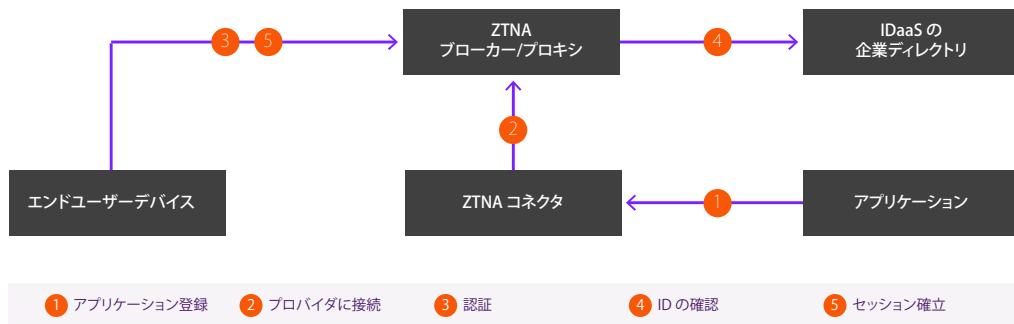 ZTNA
ブローカー/プロキシ
IDaaS の
企業ディレクトリ
3
5
4
2
エンドユーザーデバイス
ZTNA コネクタ
1
アプリケーション
1 アプリケーション登録
2 プロバイダに接続
3 認証
4 ID の確認
5 セッション確立